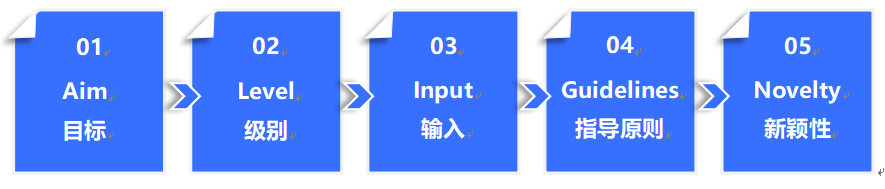 01
Aim
目标
02
Level
级别
03
Input
输入
04
Guidelines
指导原则
05
Novelty
新颖性